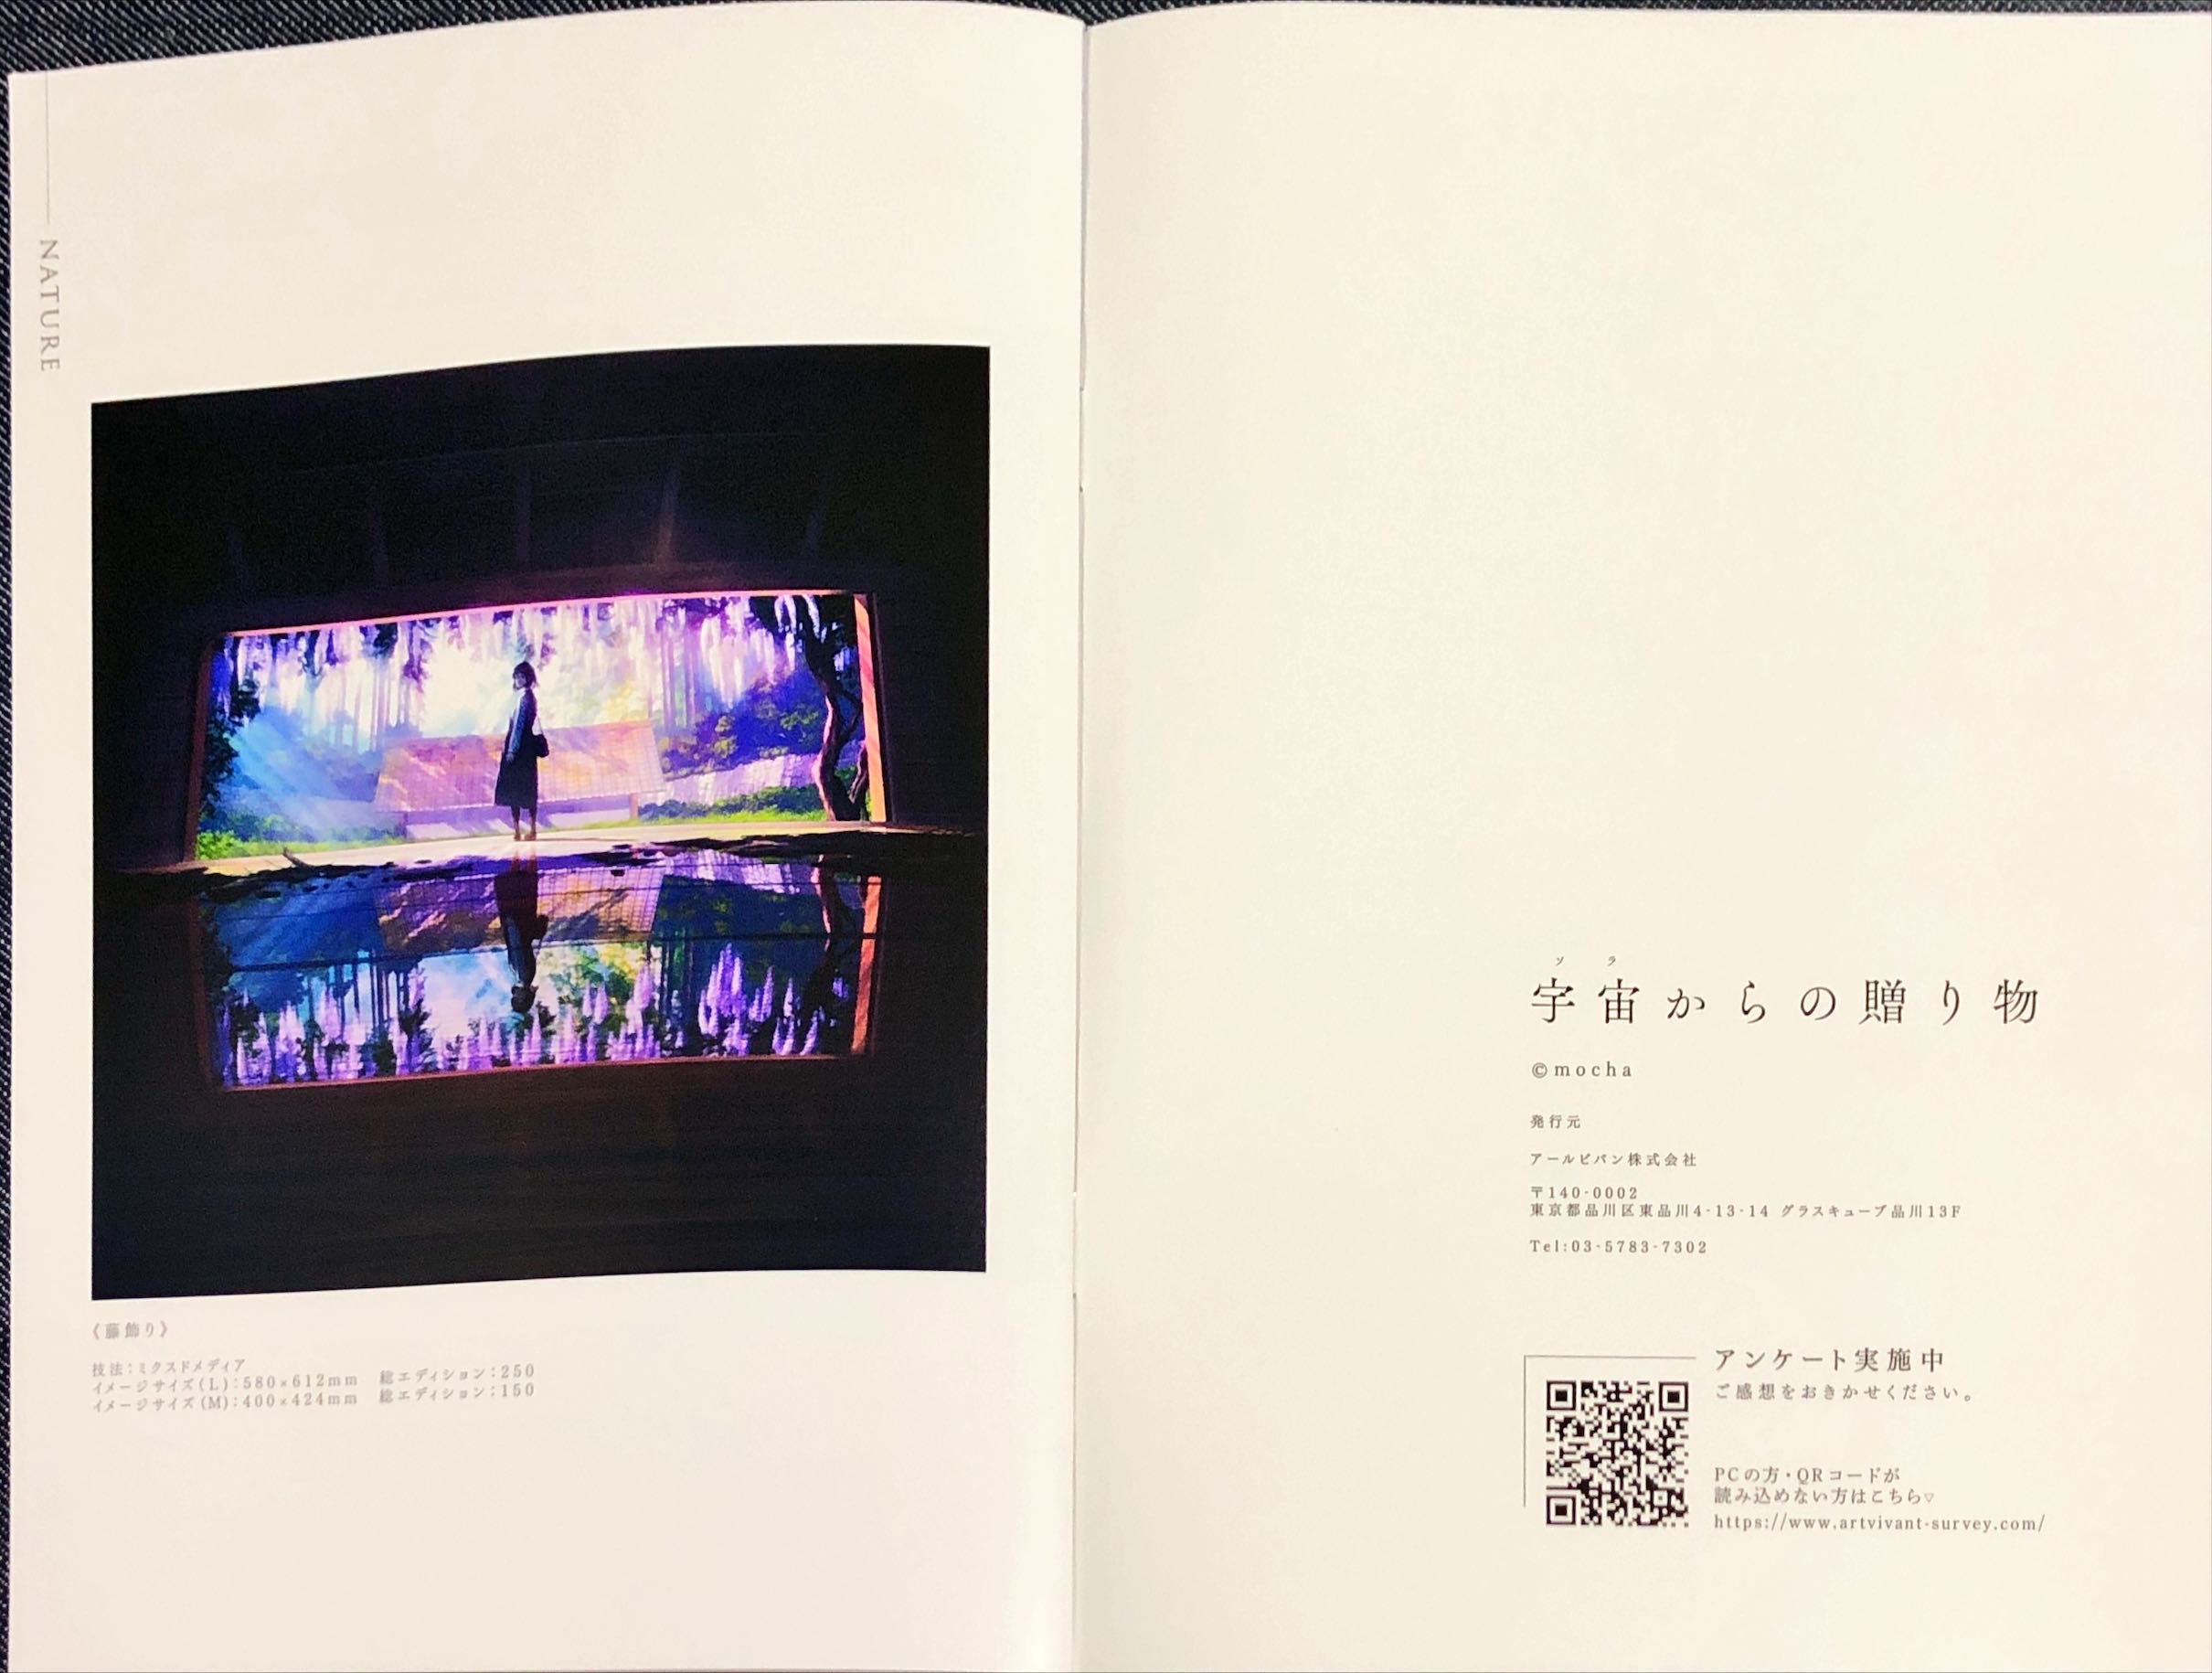 NATURE
《藤飾り》
技法：ミクスドメディア
イメージサイズ(L)：580×612mm　総エディション：250
イメージサイズ(M)：400×424mm　総エディション：150
ソラ
宇宙からの贈り物
©mocha
発行元
アールビバン株式会社
〒140-0002
東京都品川区東品川4-13-14 グラスキューブ品川13F
Tel:03-5783-7302
アンケート実施中
ご感想をおきかせください。
PCの方・QRコードが
読み込めない方はこちら▽
https://www.artvivant-survey.com/